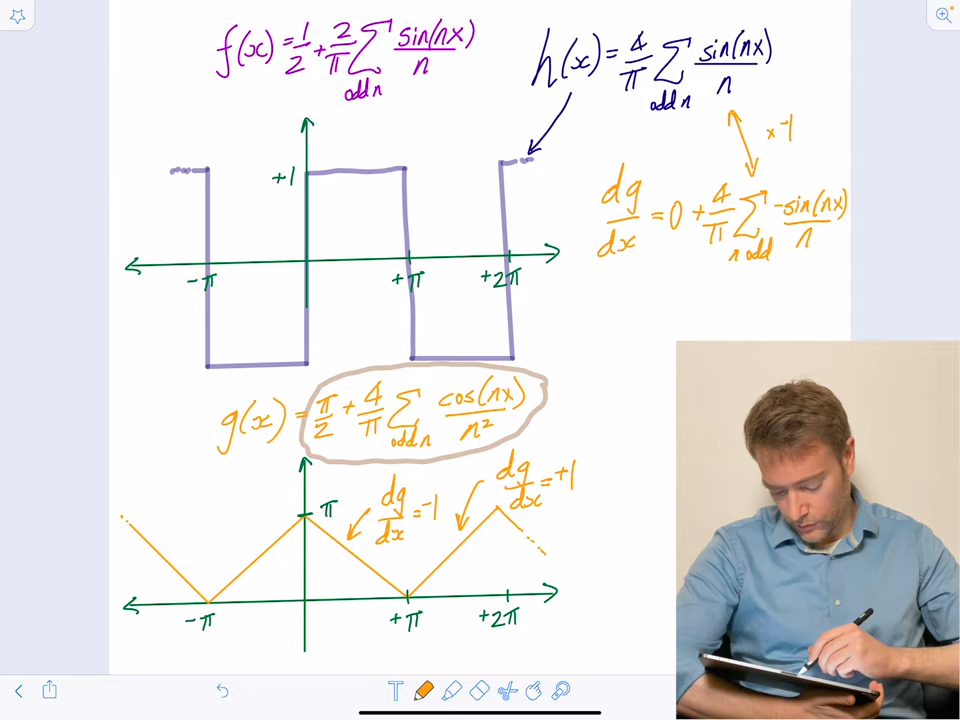 f(x) = 1/2 + 2/π ∑ odd n sin(nx)/n
h(x) = 4/π ∑ odd n sin(nx)/n
× -1
dg/dx = 0 + 4/π ∑ n odd -sin(nx)/n
+1
-π
+π
+2π
g(x) = π/2 + 4/π ∑ odd n cos(nx)/n²
π
dg/dx = -1
dg/dx = +1
-π
+π
+2π
T